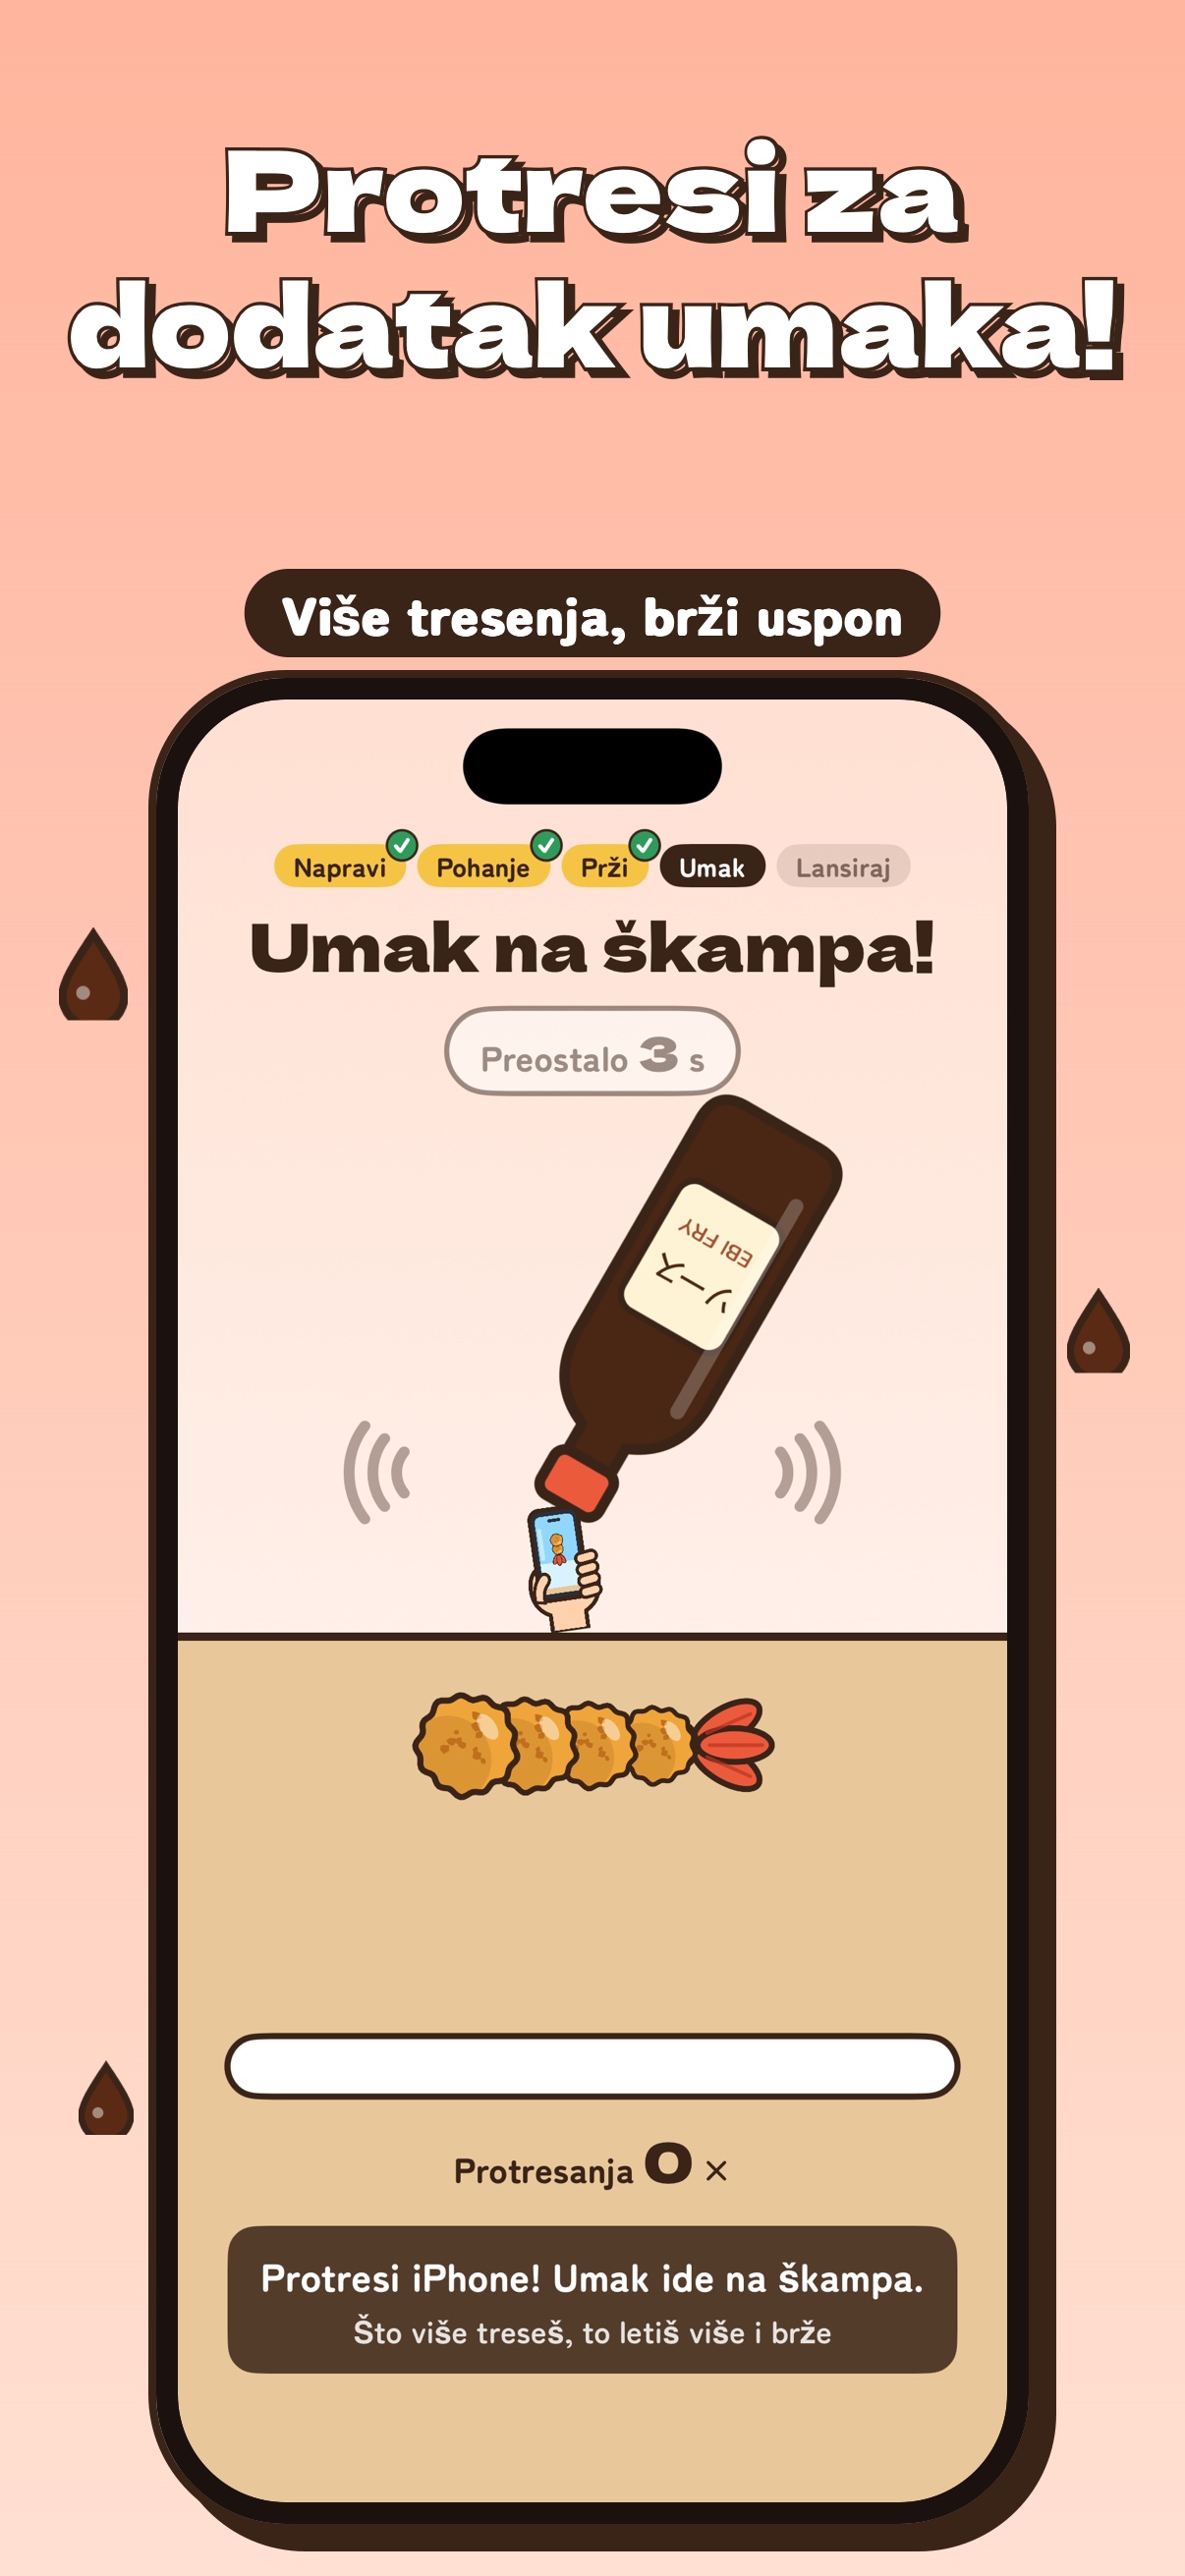 Protresi za
dodatak umaka!
Više tresenja, brži uspon
Napravi Pohanje Prži Umak Lansiraj
Umak na škampa!
Preostalo 3 s
EBI FRY
ソース
Protresanja 0 ×
Protresi iPhone! Umak ide na škampa.
Što više treseš, to letiš više i brže